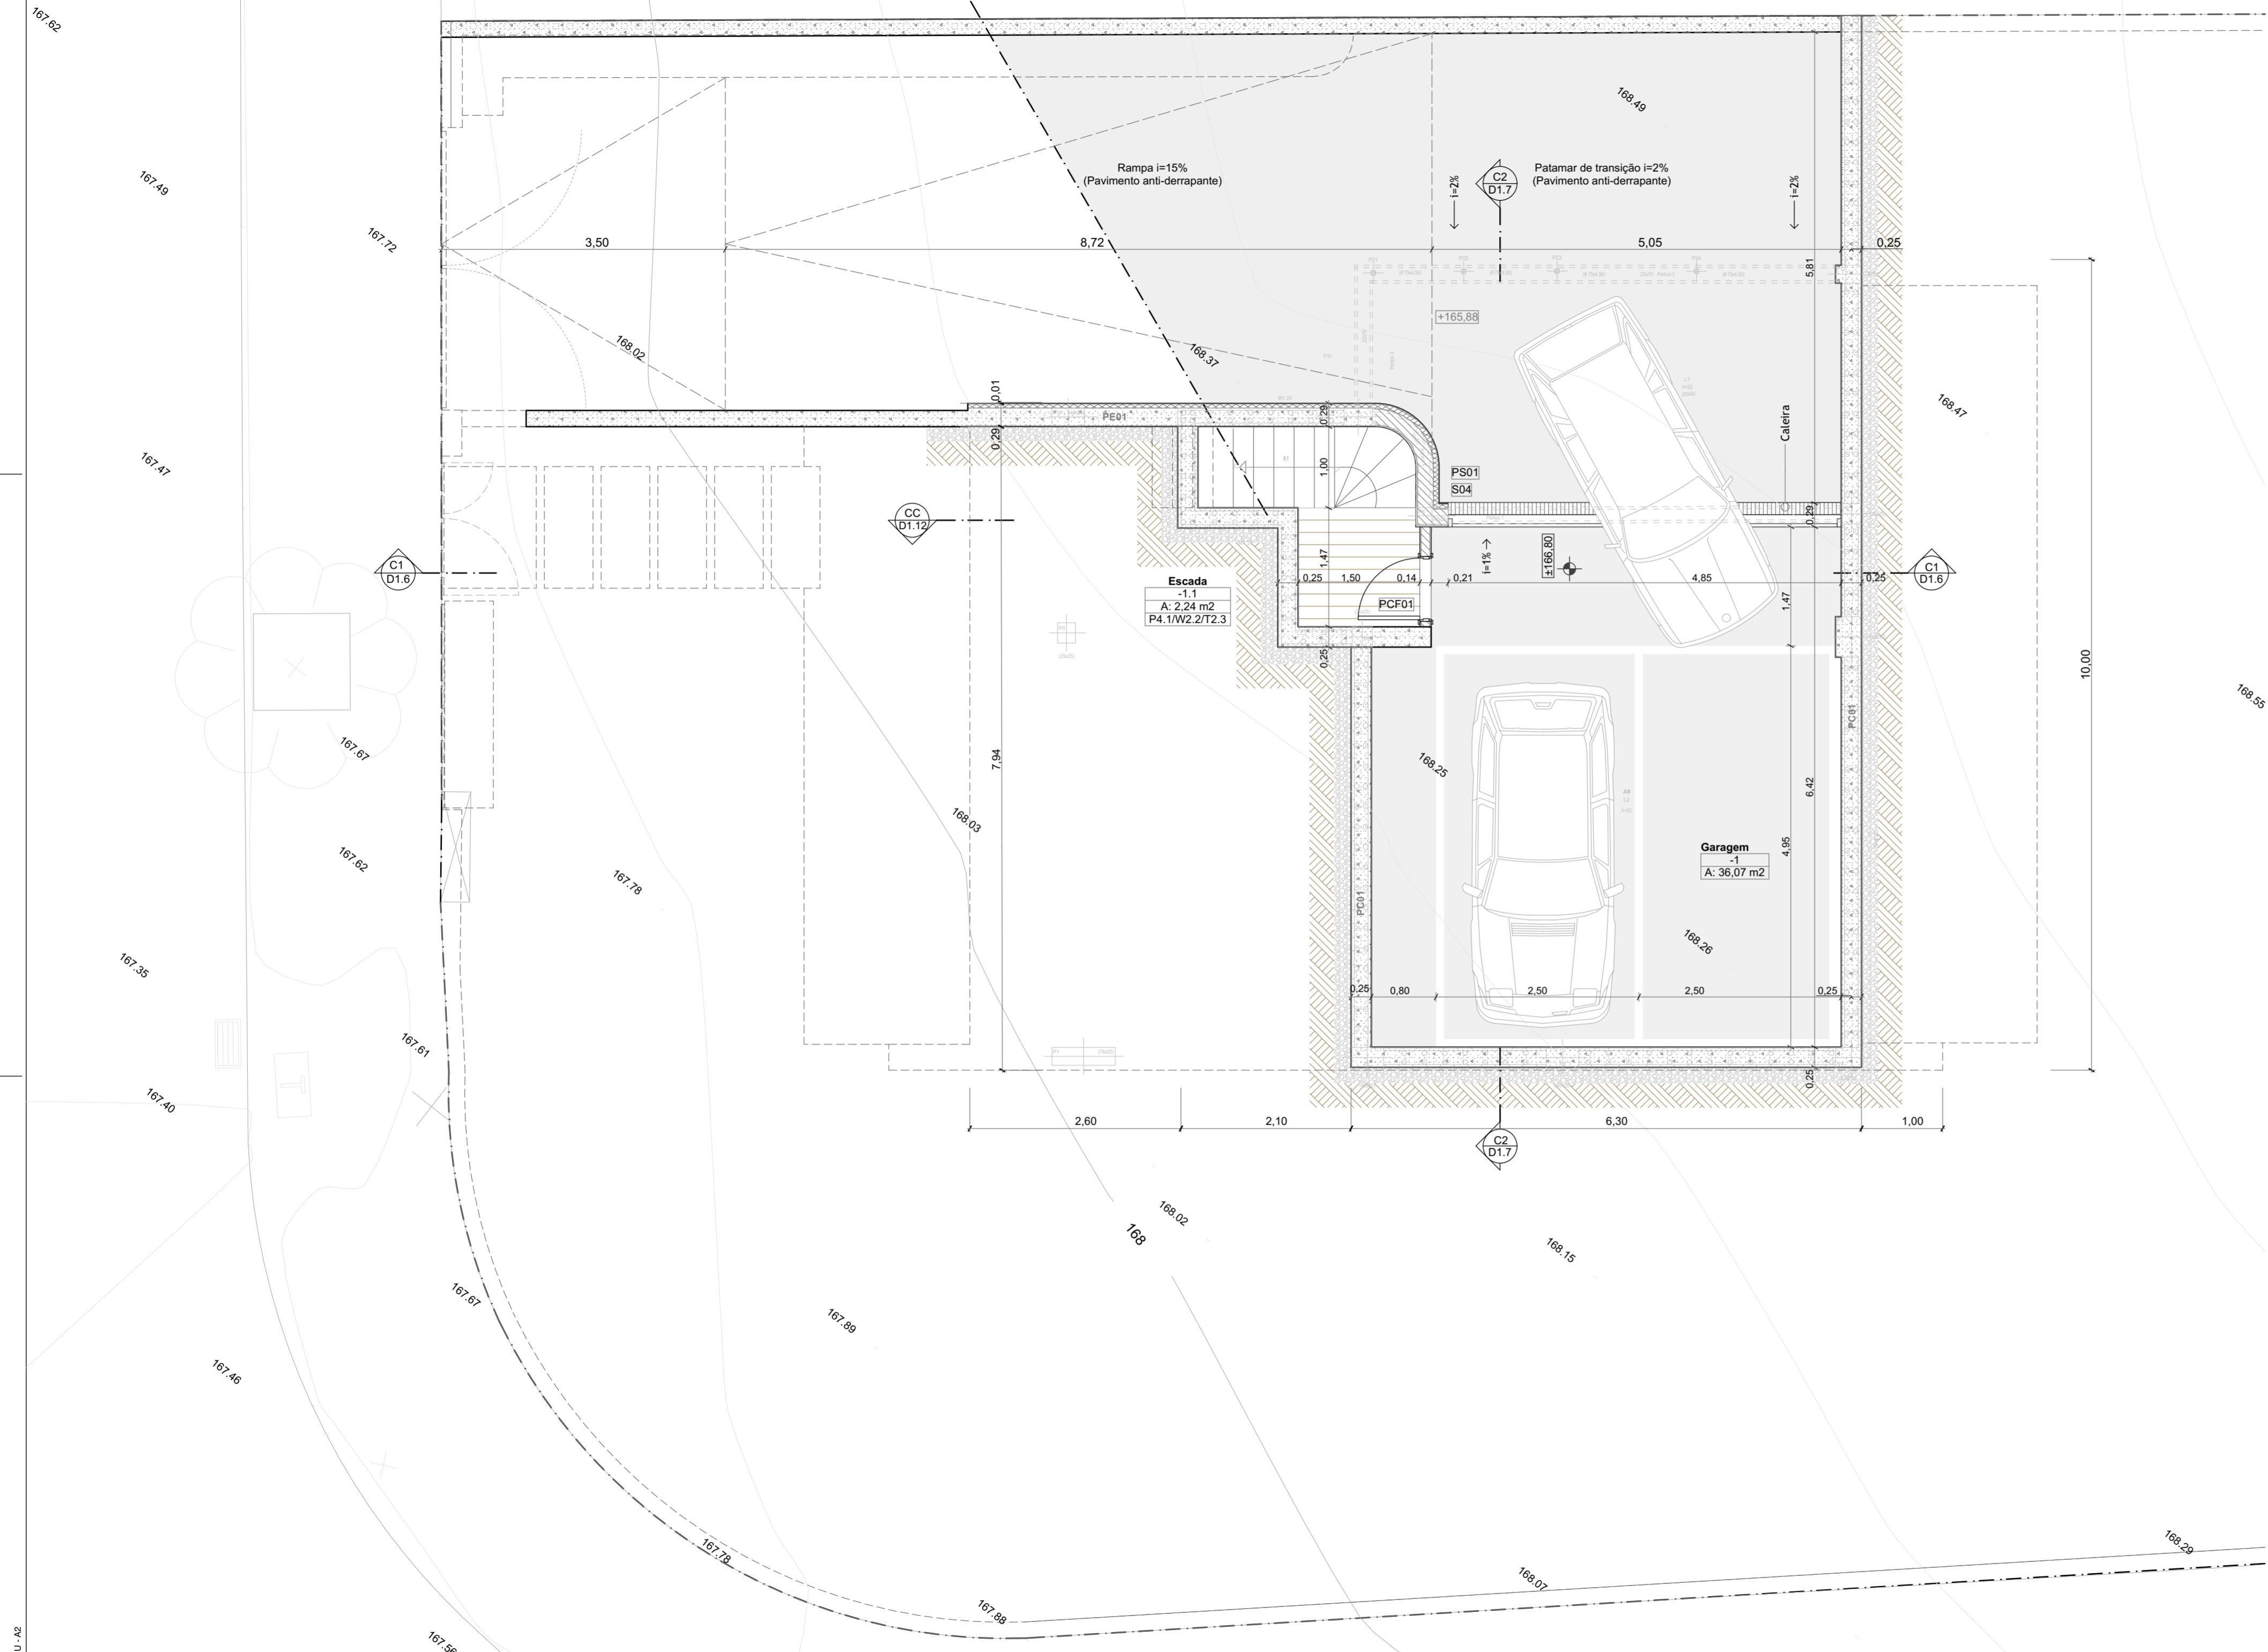 167.62
168.49
167.49
Rampa i=15%
(Pavimento anti-derrapante)
i=2%
C2
D1.7
Patamar de transição i=2%
(Pavimento anti-derrapante)
i=2%
167.72
3,50
8,72
5,05
0,25
5,81
+165,88
168.02
168.37
0,01
PE01
0,29
0,29
168.47
Caleira
167.47
1,00
PS01
S04
0,29
CC
D1.12
C1
D1.6
1,47
i=1%
±166,80
C1
D1.6
Escada
-1.1
A: 2,24 m2
P4.1/W2.2/T2.3
0,25
1,50
0,14
0,21
4,85
0,25
PCF01
1,47
0,25
10,00
168.55
PC01
167.67
7,94
168.25
6,42
168.03
4,95
Garagem
-1
A: 36,07 m2
167.62
167.78
PC01
168.26
167.35
0,25
0,80
2,50
2,50
0,25
167.61
P1
0,25
167.40
2,60
2,10
6,30
1,00
C2
D1.7
168.02
168
168.15
167.67
167.89
167.46
167.78
168.07
168.29
167.88
167.56
U - A2